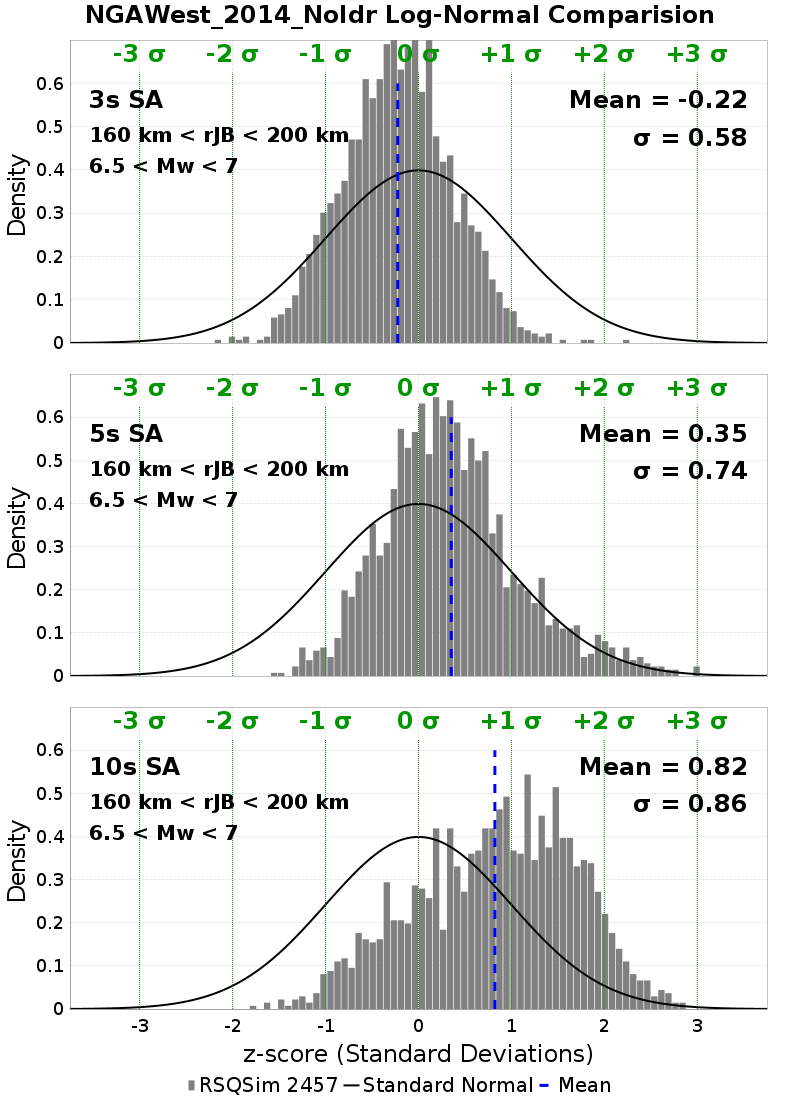 NGAWest_2014_NoIdr Log-Normal Comparision
-3 σ -2 σ -1 σ 0 σ +1 σ +2 σ +3 σ
0.6
3s SA Mean = -0.22
0.5
160 km < rJB < 200 km σ = 0.58
6.5 < Mw < 7
0.4
0.3
0.2
0.1
0
Density
-3 σ -2 σ -1 σ 0 σ +1 σ +2 σ +3 σ
0.6
5s SA Mean = 0.35
0.5
160 km < rJB < 200 km σ = 0.74
6.5 < Mw < 7
0.4
0.3
0.2
0.1
0
Density
-3 σ -2 σ -1 σ 0 σ +1 σ +2 σ +3 σ
0.6
10s SA Mean = 0.82
0.5
160 km < rJB < 200 km σ = 0.86
6.5 < Mw < 7
0.4
0.3
0.2
0.1
0
Density
-3 -2 -1 0 1 2 3
z-score (Standard Deviations)
RSQSim 2457 Standard Normal Mean